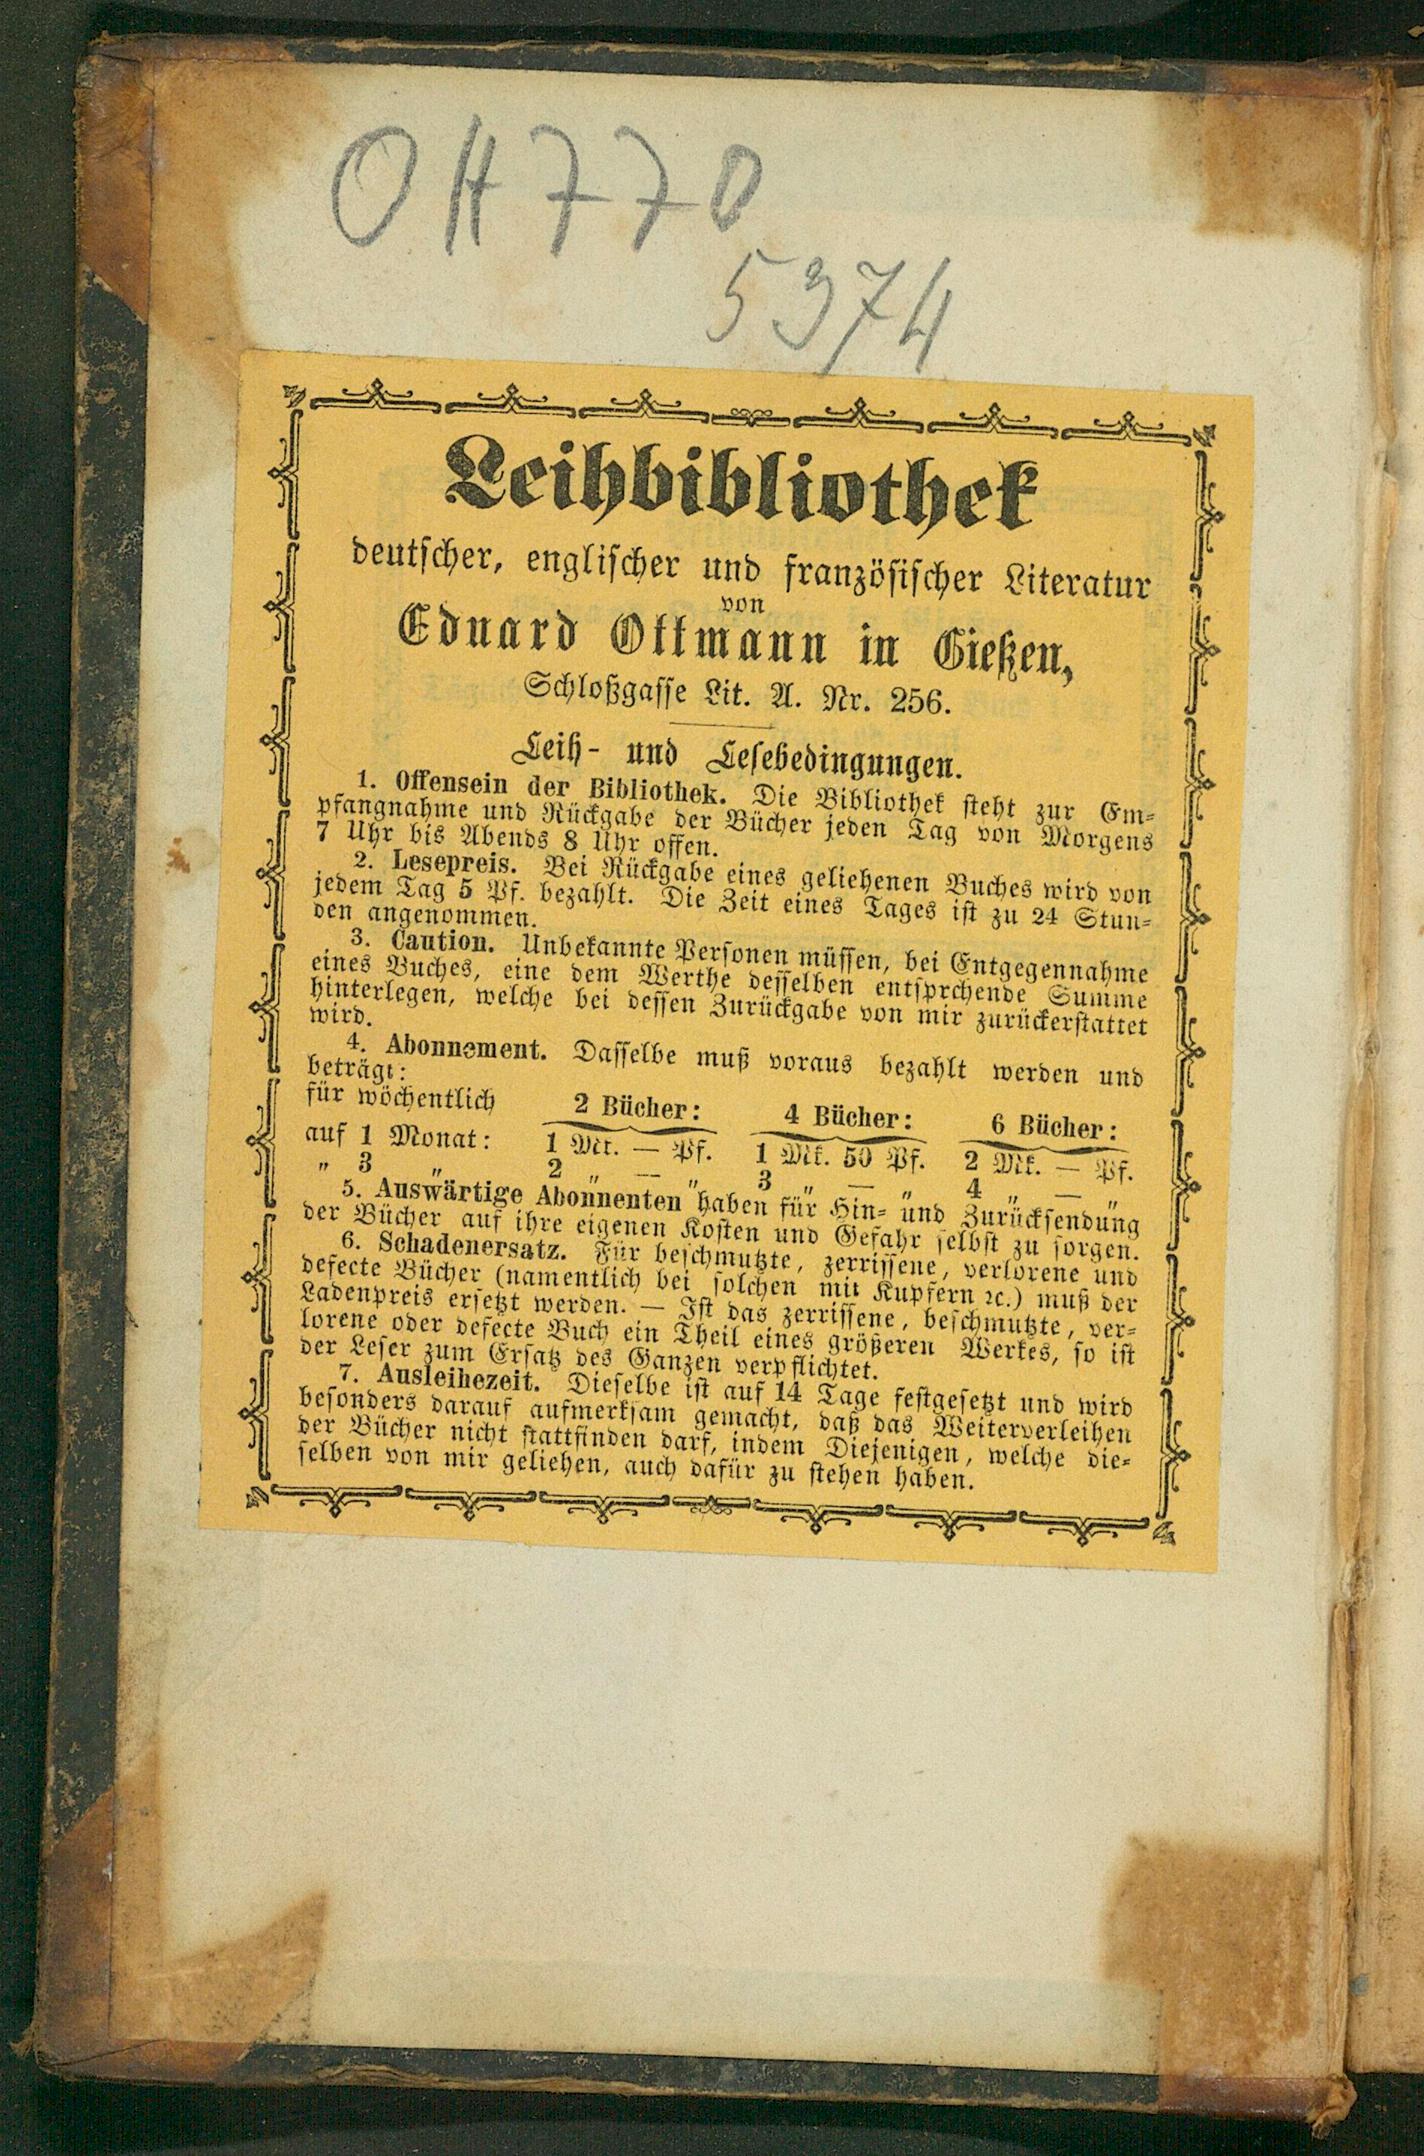 OH 770
5374
Leihbibliothek
deutscher, englischer und französischer Literatur
von
Eduard Ottmann in Gießen,
Schloßgasse Lit. A. Nr. 256.
Leih- und Lesebedingungen.
1. Offensein der Bibliothek. Die Bibliothek steht zur Em-
pfangnahme und Rückgabe der Bücher jeden Tag von Morgens
7 Uhr bis Abends 8 Uhr offen.
2. Lesepreis. Bei Rückgabe eines geliehenen Buches wird von
jedem Tag 5 Pf. bezahlt. Die Zeit eines Tages ist zu 24 Stun-
den angenommen.
3. Caution. Unbekannte Personen müssen, bei Entgegennahme
eines Buches, eine dem Werthe desselben entsprchende Summe
hinterlegen, welche bei dessen Zurückgabe von mir zurückerstattet
wird.
4. Abonnement. Dasselbe muß voraus bezahlt werden und
beträgt:
für wöchentlich 2 Bücher: 4 Bücher: 6 Bücher:
auf 1 Monat: 1 Mk. — Pf. 1 Mk. 50 Pf. 2 Mk. — Pf.
" 3 " 2 " — " 3 " — " 4 " — "
5. Auswärtige Abonnenten haben für Hin- und Zurücksendung
der Bücher auf ihre eigenen Kosten und Gefahr selbst zu sorgen.
6. Schadenersatz. Für beschmutzte, zerrissene, verlorene und
defecte Bücher (namentlich bei solchen mit Kupfern ꝛc.) muß der
Ladenpreis ersetzt werden. — Ist das zerrissene, beschmutzte, ver-
lorene oder defecte Buch ein Theil eines größeren Werkes, so ist
der Leser zum Ersatz des Ganzen verpflichtet.
7. Ausleihezeit. Dieselbe ist auf 14 Tage festgesetzt und wird
besonders darauf aufmerksam gemacht, daß das Weiterverleihen
der Bücher nicht stattfinden darf, indem Diejenigen, welche die-
selben von mir geliehen, auch dafür zu stehen haben.